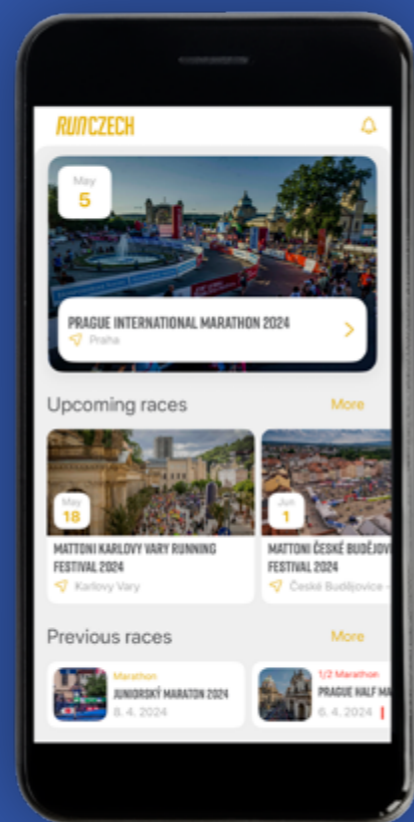 RUNCZECH
May
5
PRAGUE INTERNATIONAL MARATHON 2024
Praha
Upcoming races
More
May
18
MATTONI KARLOVY VARY RUNNING
FESTIVAL 2024
Karlovy Vary
Jun
1
MATTONI ČESKÉ BUDĚJOVI
FESTIVAL 2024
České Budějovice -
Previous races
More
Marathon
JUNIORSKÝ MARATON 2024
8. 4. 2024
1/2 Marathon
PRAGUE HALF MA
6. 4. 2024